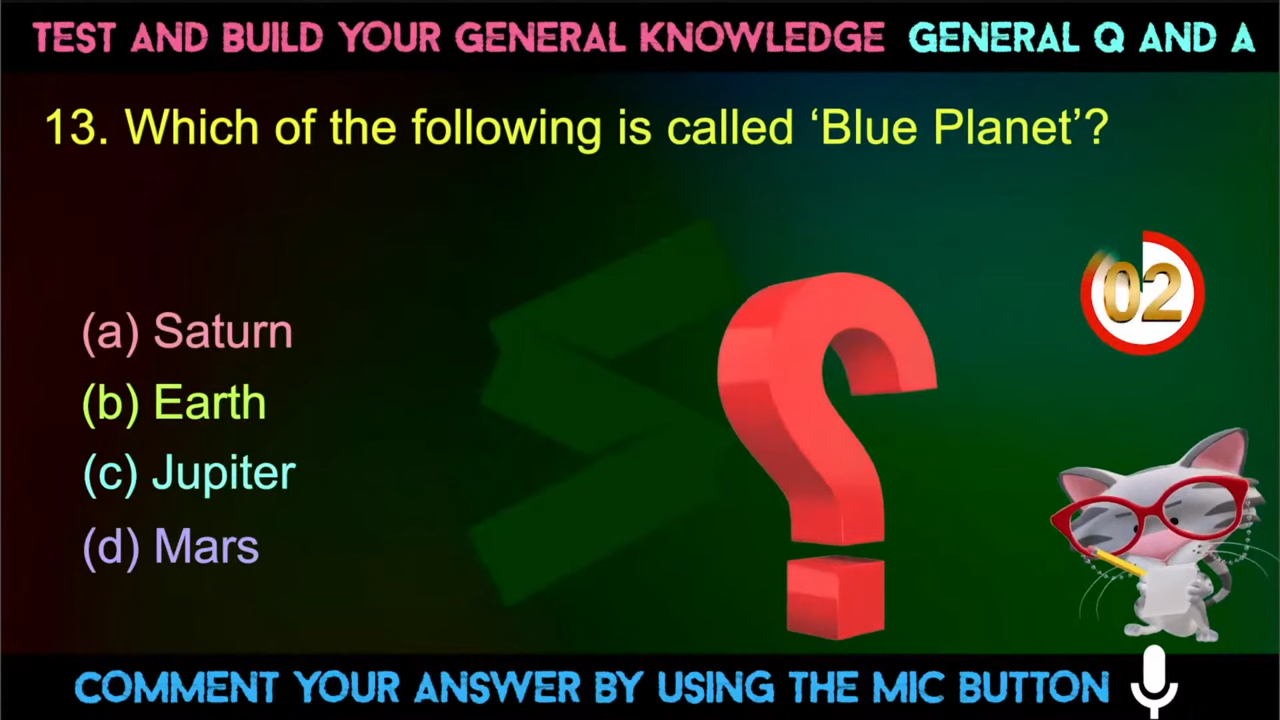 TEST AND BUILD YOUR GENERAL KNOWLEDGE GENERAL Q AND A
13. Which of the following is called ‘Blue Planet’?
02
(a) Saturn
(b) Earth
(c) Jupiter
(d) Mars
COMMENT YOUR ANSWER BY USING THE MIC BUTTON